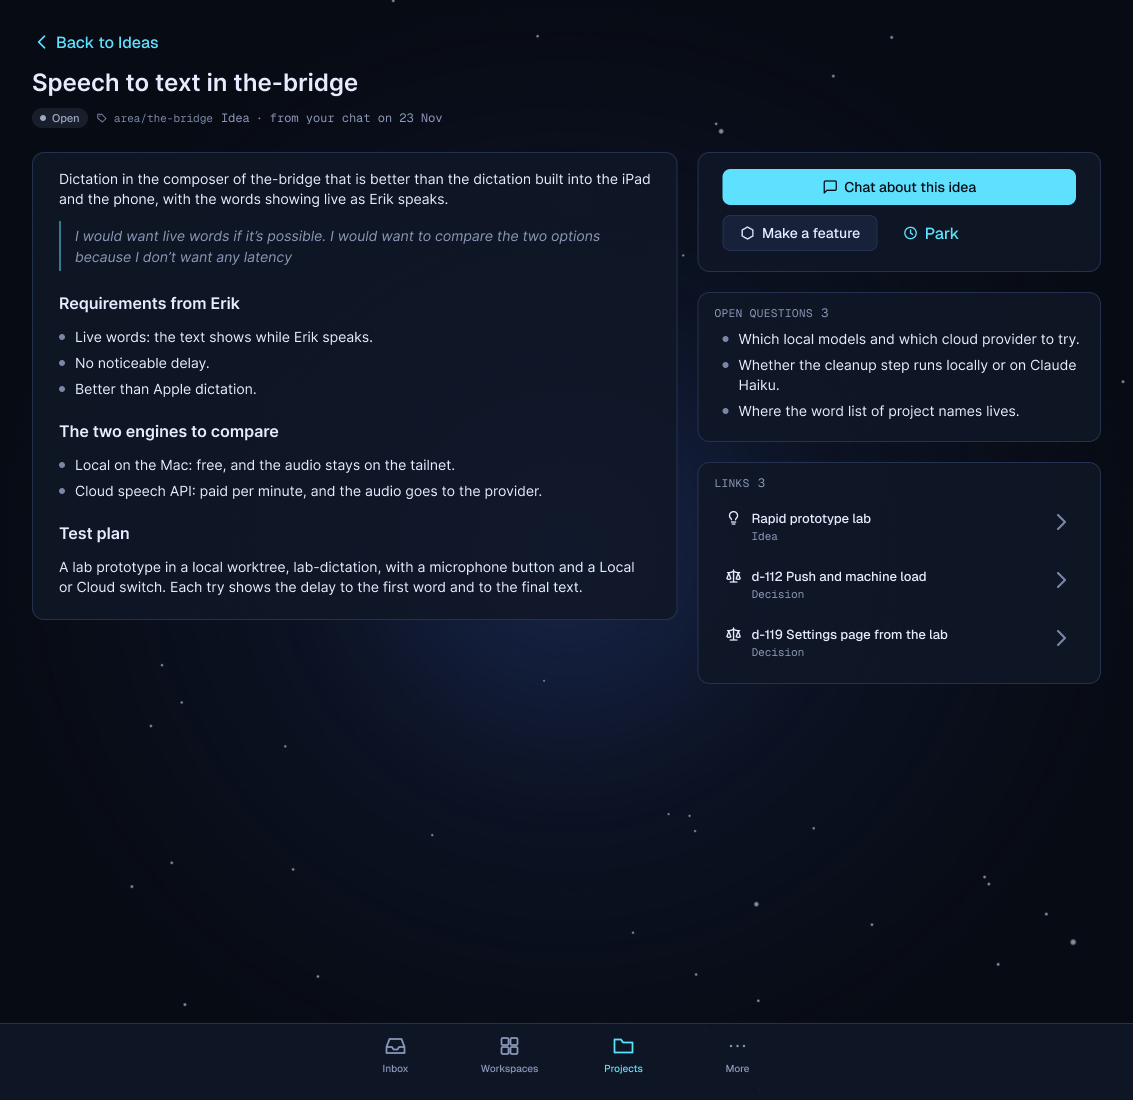 Back to Ideas
Speech to text in the-bridge
Open area/the-bridge Idea · from your chat on 23 Nov
Dictation in the composer of the-bridge that is better than the dictation built into the iPad
and the phone, with the words showing live as Erik speaks.
I would want live words if it’s possible. I would want to compare the two options
because I don’t want any latency
Requirements from Erik
Live words: the text shows while Erik speaks.
No noticeable delay.
Better than Apple dictation.
The two engines to compare
Local on the Mac: free, and the audio stays on the tailnet.
Cloud speech API: paid per minute, and the audio goes to the provider.
Test plan
A lab prototype in a local worktree, lab-dictation, with a microphone button and a Local
or Cloud switch. Each try shows the delay to the first word and to the final text.
Chat about this idea
Make a feature
Park
OPEN QUESTIONS 3
Which local models and which cloud provider to try.
Whether the cleanup step runs locally or on Claude
Haiku.
Where the word list of project names lives.
LINKS 3
Rapid prototype lab
Idea
d-112 Push and machine load
Decision
d-119 Settings page from the lab
Decision
Inbox
Workspaces
Projects
More